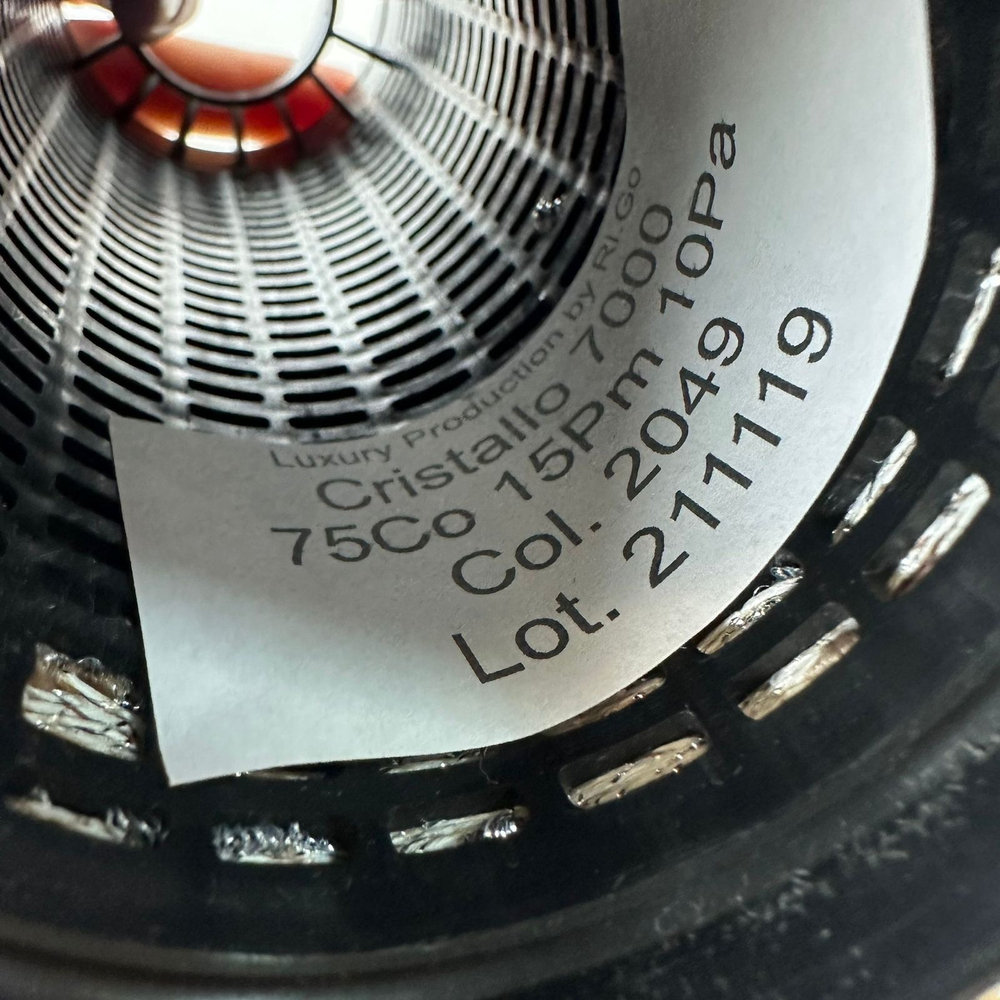 Luxury Production by RI.Go
Cristallo 7000
75Co 15Pm 10Pa
Col. 2049
Lot. 211119